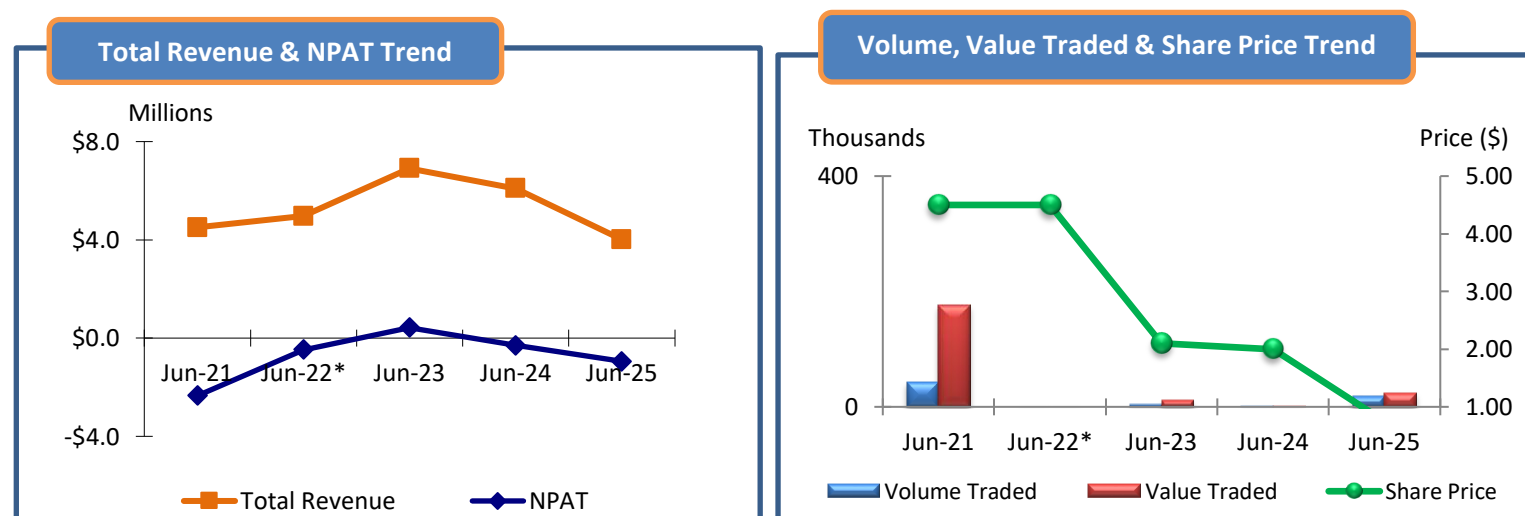 Total Revenue & NPAT Trend
Millions
$8.0
$4.0
$0.0
-$4.0
Jun-21 Jun-22* Jun-23 Jun-24 Jun-25
Total Revenue NPAT
Volume, Value Traded & Share Price Trend
Thousands Price ($)
400
0
5.00
4.00
3.00
2.00
1.00
Jun-21 Jun-22* Jun-23 Jun-24 Jun-25
Volume Traded Value Traded Share Price